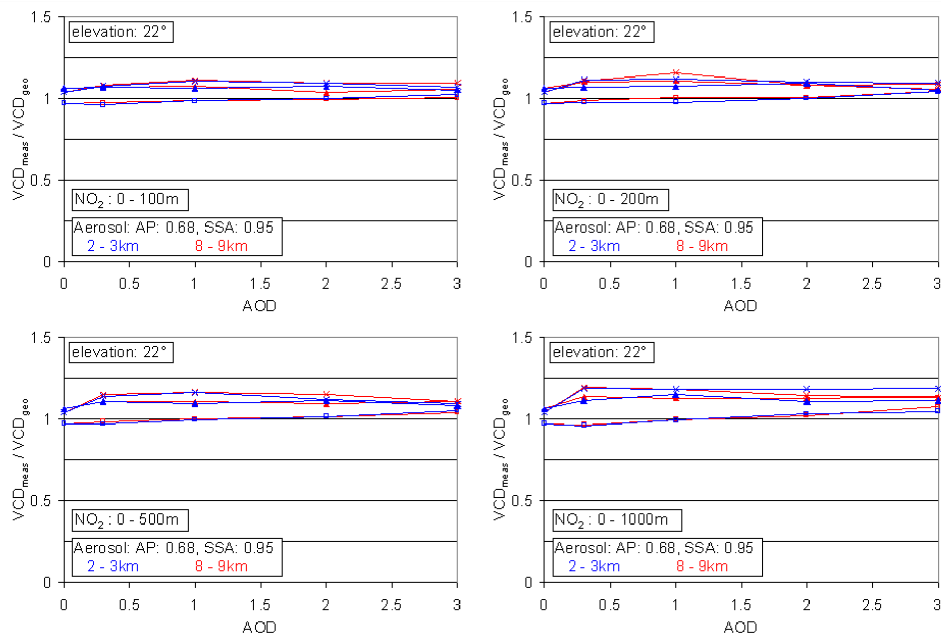 1.5
elevation: 22°
1
0.5
0
VCDmeas / VCDgeo
NO2 : 0 - 100m
Aerosol: AP: 0.68, SSA: 0.95
2 - 3km 8 - 9km
0 0.5 1 1.5 2 2.5 3
AOD
1.5
elevation: 22°
1
0.5
0
VCDmeas / VCDgeo
NO2 : 0 - 200m
Aerosol: AP: 0.68, SSA: 0.95
2 - 3km 8 - 9km
0 0.5 1 1.5 2 2.5 3
AOD
1.5
elevation: 22°
1
0.5
0
VCDmeas / VCDgeo
NO2 : 0 - 500m
Aerosol: AP: 0.68, SSA: 0.95
2 - 3km 8 - 9km
0 0.5 1 1.5 2 2.5 3
AOD
1.5
elevation: 22°
1
0.5
0
VCDmeas / VCDgeo
NO2 : 0 - 1000m
Aerosol: AP: 0.68, SSA: 0.95
2 - 3km 8 - 9km
0 0.5 1 1.5 2 2.5 3
AOD